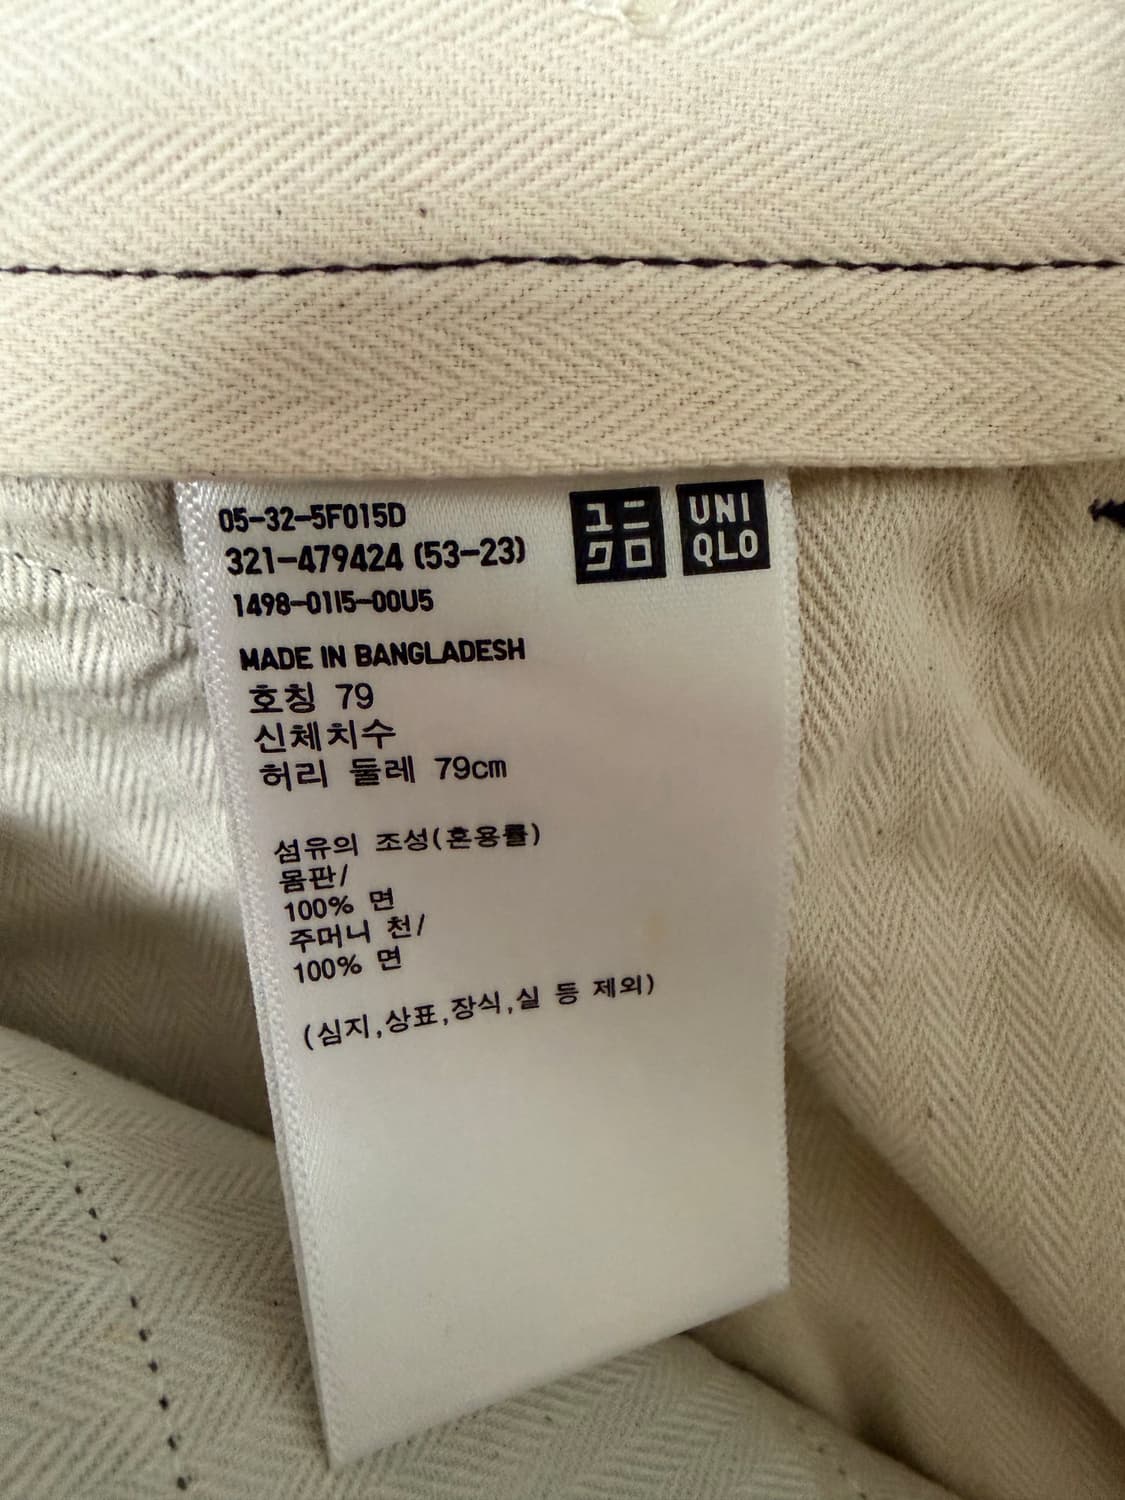 05-32-5F015D
321-479424 (53-23)
1498-0115-00U5
ユニ
クロ
UNI
QLO
MADE IN BANGLADESH
호칭 79
신체치수
허리 둘레 79cm
섬유의 조성(혼용률)
몸판/
100% 면
주머니 천/
100% 면
(심지,상표,장식,실 등 제외)